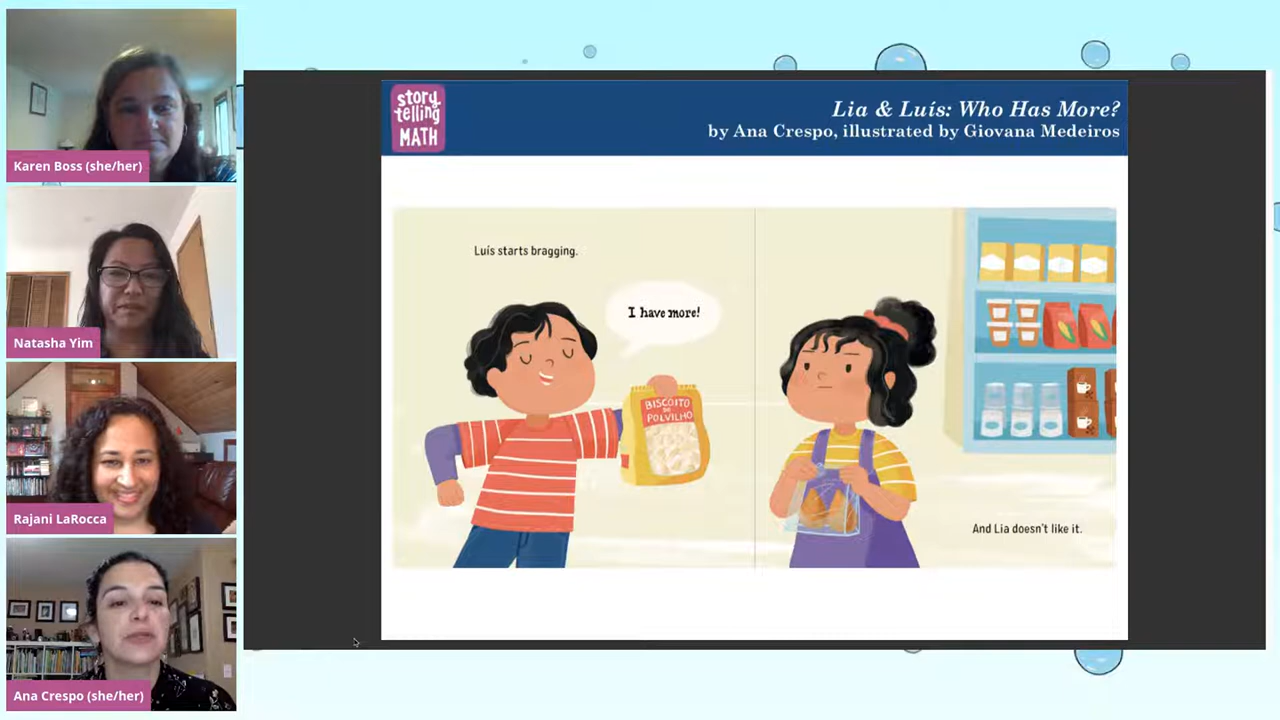 Karen Boss (she/her)
Natasha Yim
Rajani LaRocca
Ana Crespo (she/her)
story
telling
MATH
Lia & Luís: Who Has More?
by Ana Crespo, illustrated by Giovana Medeiros
Luís starts bragging.
I have more!
BISCOITO
DE
POLVILHO
And Lia doesn't like it.